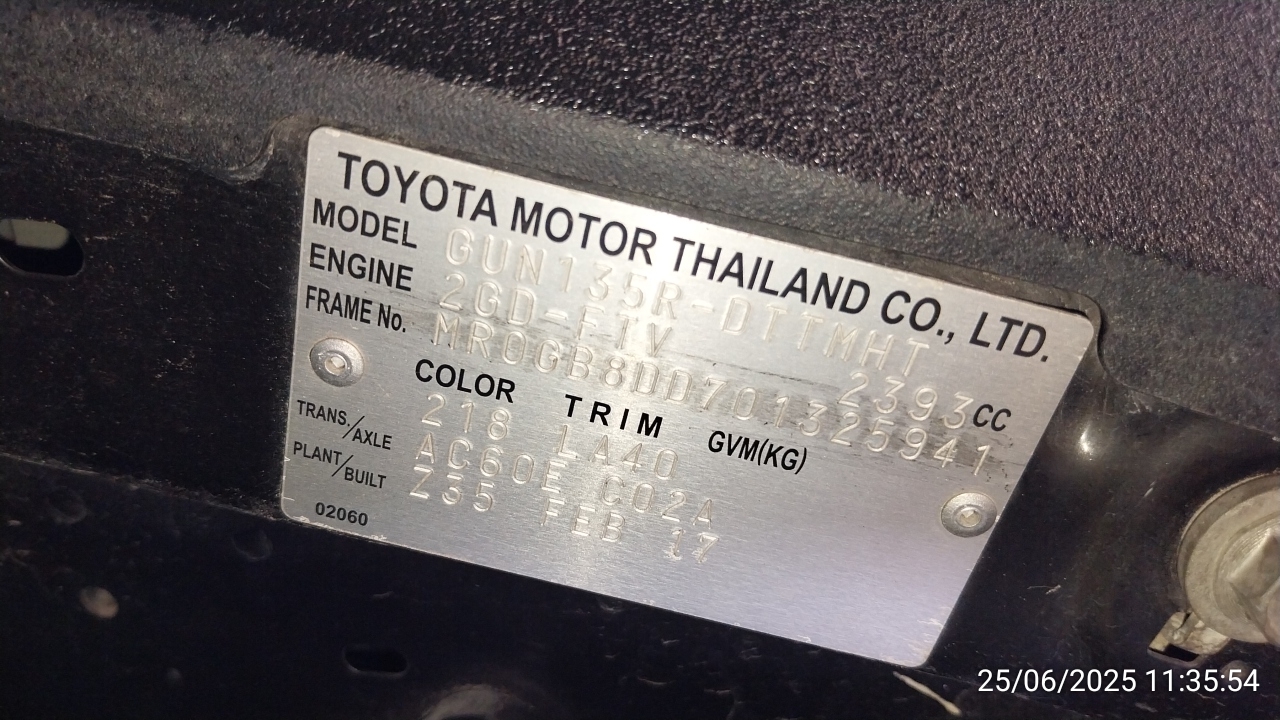 TOYOTA MOTOR THAILAND CO., LTD.
MODEL GUN135R-DTTMHT
ENGINE 2GD-FTV 2393 CC
FRAME No. MR0GB8DD701325941
COLOR TRIM GVM(KG)
218 LA40
TRANS./AXLE AC60E C02A
PLANT/BUILT Z35 FEB 17
02060
25/06/2025 11:35:54